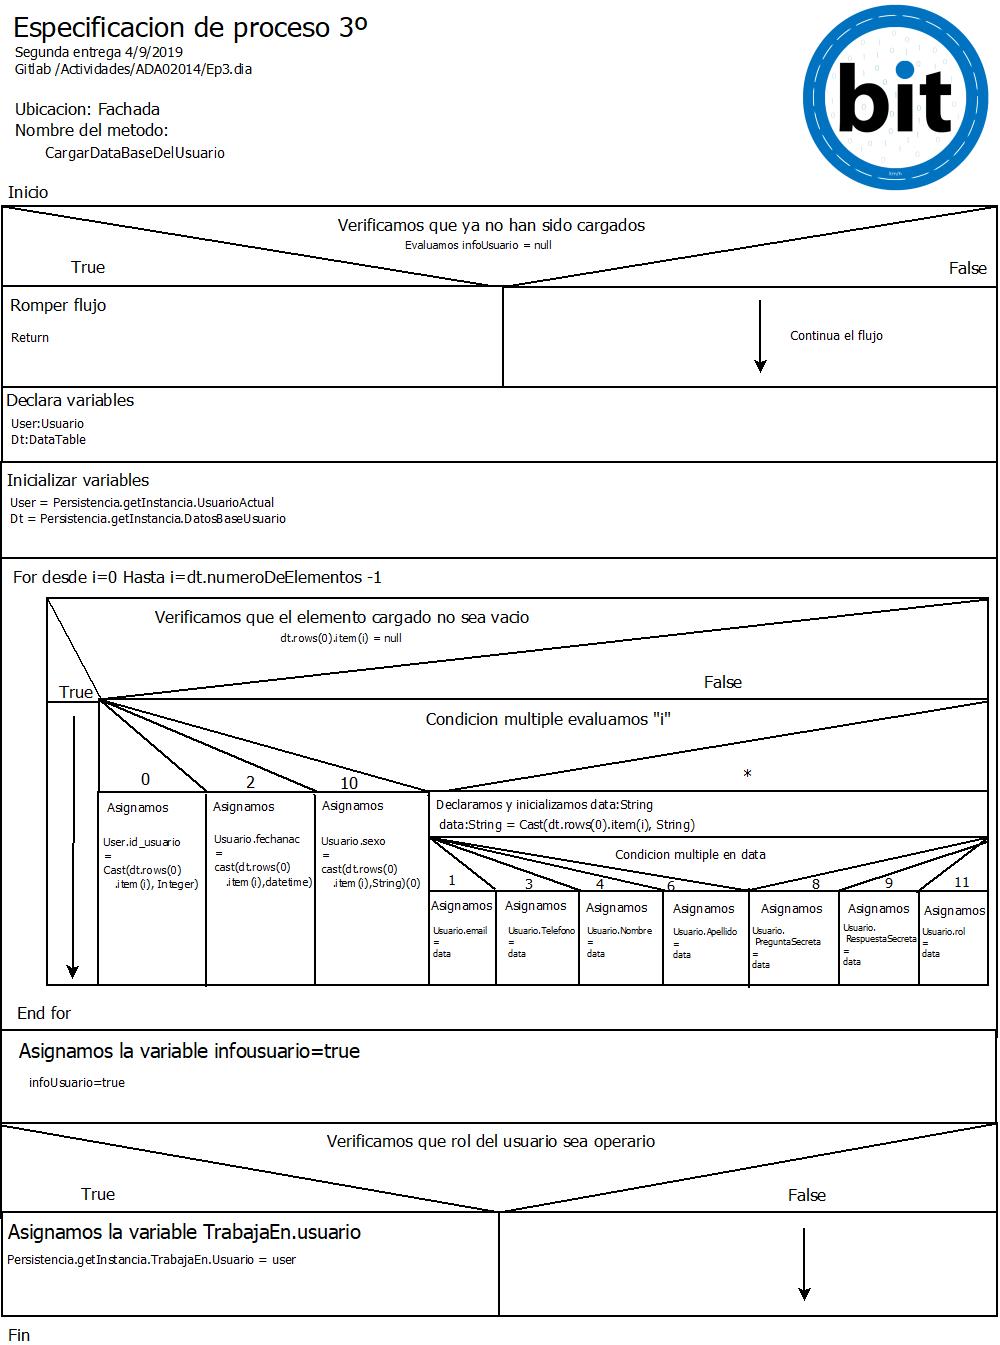 Especificacion de proceso 3º
Segunda entrega 4/9/2019
Gitlab /Actividades/ADA02014/Ep3.dia
bit
km/h
Ubicacion: Fachada
Nombre del metodo:
CargarDataBaseDelUsuario
Inicio
Verificamos que ya no han sido cargados
Evaluamos infoUsuario = null
True
False
Romper flujo
Return
Continua el flujo
Declara variables
User:Usuario
Dt:DataTable
Inicializar variables
User = Persistencia.getInstancia.UsuarioActual
Dt = Persistencia.getInstancia.DatosBaseUsuario
For desde i=0 Hasta i=dt.numeroDeElementos -1
Verificamos que el elemento cargado no sea vacio
dt.rows(0).item(i) = null
True
False
Condicion multiple evaluamos "i"
0
2
10
*
Asignamos
User.id_usuario
=
Cast(dt.rows(0)
.item(i), Integer)
Asignamos
Usuario.fechanac
=
cast(dt.rows(0)
.item(i),datetime)
Asignamos
Usuario.sexo
=
cast(dt.rows(0)
.item(i),String)(0)
Declaramos y inicializamos data:String
data:String = Cast(dt.rows(0).item(i), String)
Condicion multiple en data
1
3
4
6
8
9
11
Asignamos
Usuario.email
=
data
Asignamos
Usuario.Telefono
=
data
Asignamos
Usuario.Nombre
=
data
Asignamos
Usuario.Apellido
=
data
Asignamos
Usuario.
PreguntaSecreta
=
data
Asignamos
Usuario.
RespuestaSecreta
=
data
Asignamos
Usuario.rol
=
data
End for
Asignamos la variable infousuario=true
infoUsuario=true
Verificamos que rol del usuario sea operario
True
False
Asignamos la variable TrabajaEn.usuario
Persistencia.getInstancia.TrabajaEn.Usuario = user
Fin